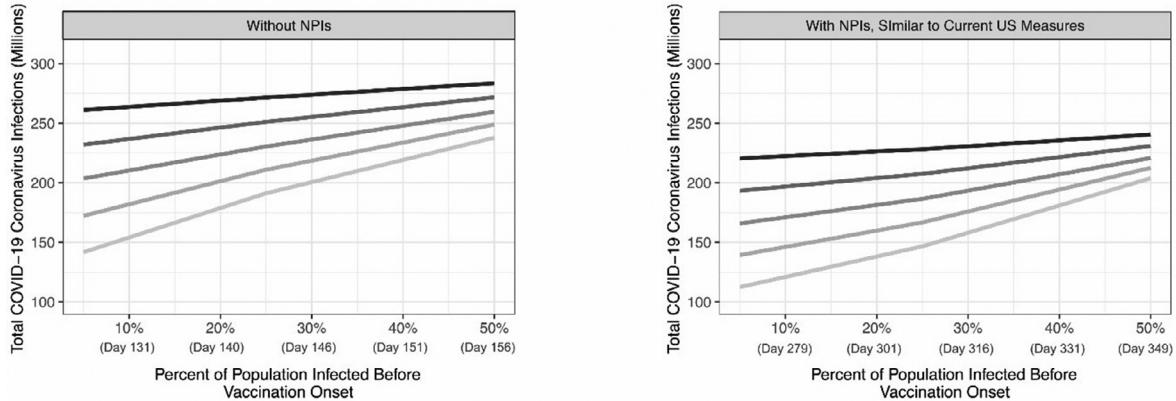 Without NPIs
Total COVID−19 Coronavirus Infections (Millions)
300
250
200
150
100
10% 20% 30% 40% 50%
(Day 131) (Day 140) (Day 146) (Day 151) (Day 156)
Percent of Population Infected Before
Vaccination Onset
With NPIs, SImilar to Current US Measures
Total COVID−19 Coronavirus Infections (Millions)
300
250
200
150
100
10% 20% 30% 40% 50%
(Day 279) (Day 301) (Day 316) (Day 331) (Day 349)
Percent of Population Infected Before
Vaccination Onset